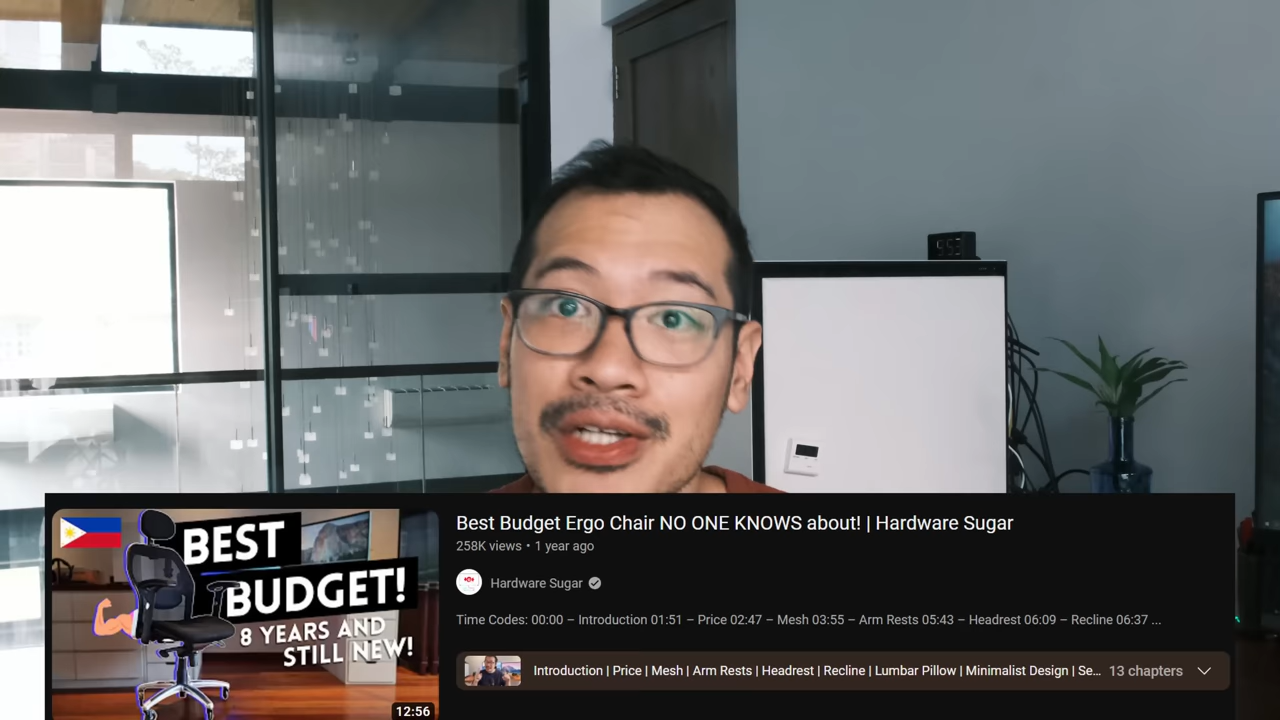 BEST
BUDGET!
8 YEARS AND
STILL NEW!
12:56
Best Budget Ergo Chair NO ONE KNOWS about! | Hardware Sugar
258K views • 1 year ago
Hardware Sugar
Time Codes: 00:00 – Introduction 01:51 – Price 02:47 – Mesh 03:55 – Arm Rests 05:43 – Headrest 06:09 – Recline 06:37 ...
Introduction | Price | Mesh | Arm Rests | Headrest | Recline | Lumbar Pillow | Minimalist Design | Se... 13 chapters